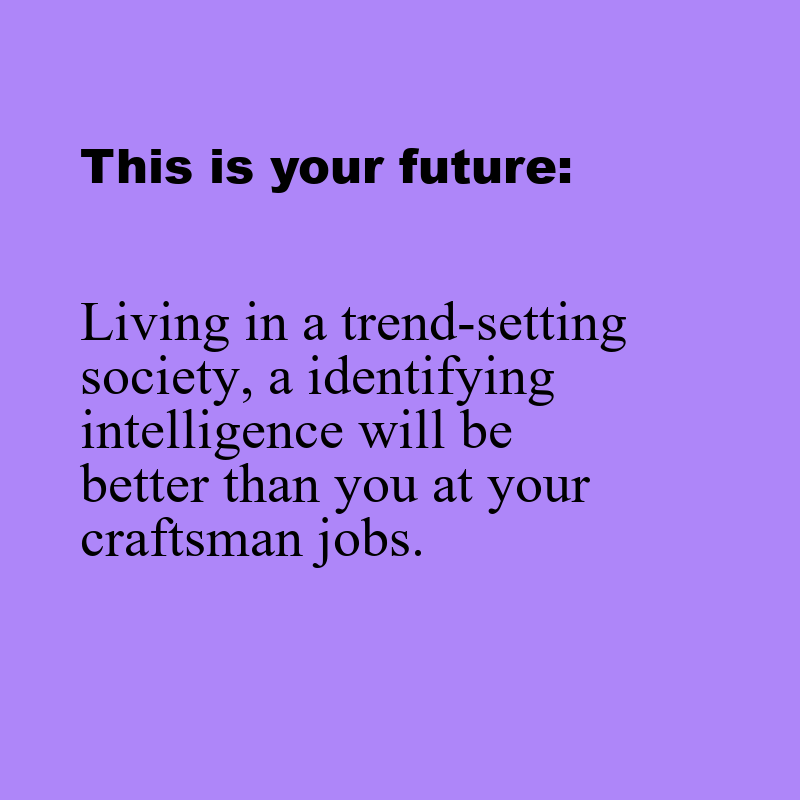 This is your future:
Living in a trend-setting
society, a identifying
intelligence will be
better than you at your
craftsman jobs.